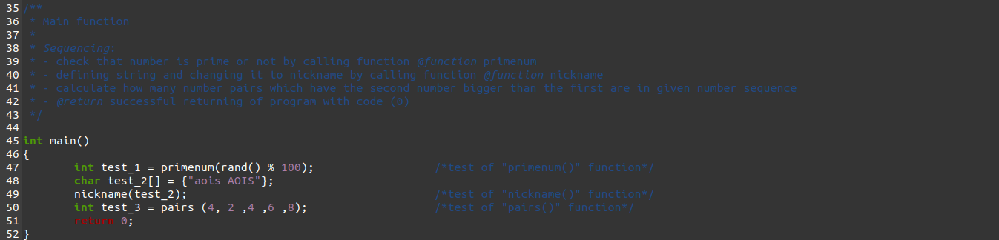 35 /**
36  * Main function
37  *
38  * Sequencing:
39  * - check that number is prime or not by calling function @function primenum
40  * - defining string and changing it to nickname by calling function @function nickname
41  * - calculate how many number pairs which have the second number bigger than the first are in given number sequence
42  * - @return successful returning of program with code (0)
43  */
44
45 int main()
46 {
47         int test_1 = primenum(rand() % 100);                  /*test of "primenum()" function*/
48         char test_2[] = {"aois AOIS"};
49         nickname(test_2);                                     /*test of "nickname()" function*/
50         int test_3 = pairs (4, 2 ,4 ,6 ,8);                   /*test of "pairs()" function*/
51         return 0;
52 }